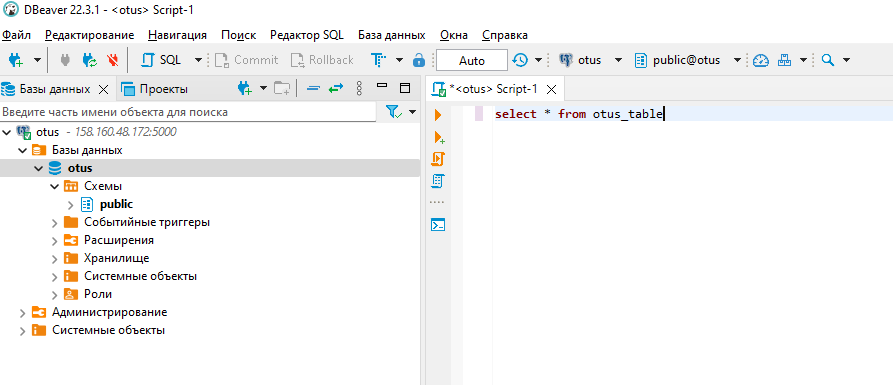 DBeaver 22.3.1 - <otus> Script-1
Файл Редактирование Навигация Поиск Редактор SQL База данных Окна Справка
SQL Commit Rollback Auto otus public@otus
Базы данных Проекты *<otus> Script-1
Введите часть имени объекта для поиска
select * from otus_table
otus - 158.160.48.172:5000
Базы данных
otus
Схемы
public
Событийные триггеры
Расширения
Хранилище
Системные объекты
Роли
Администрирование
Системные объекты